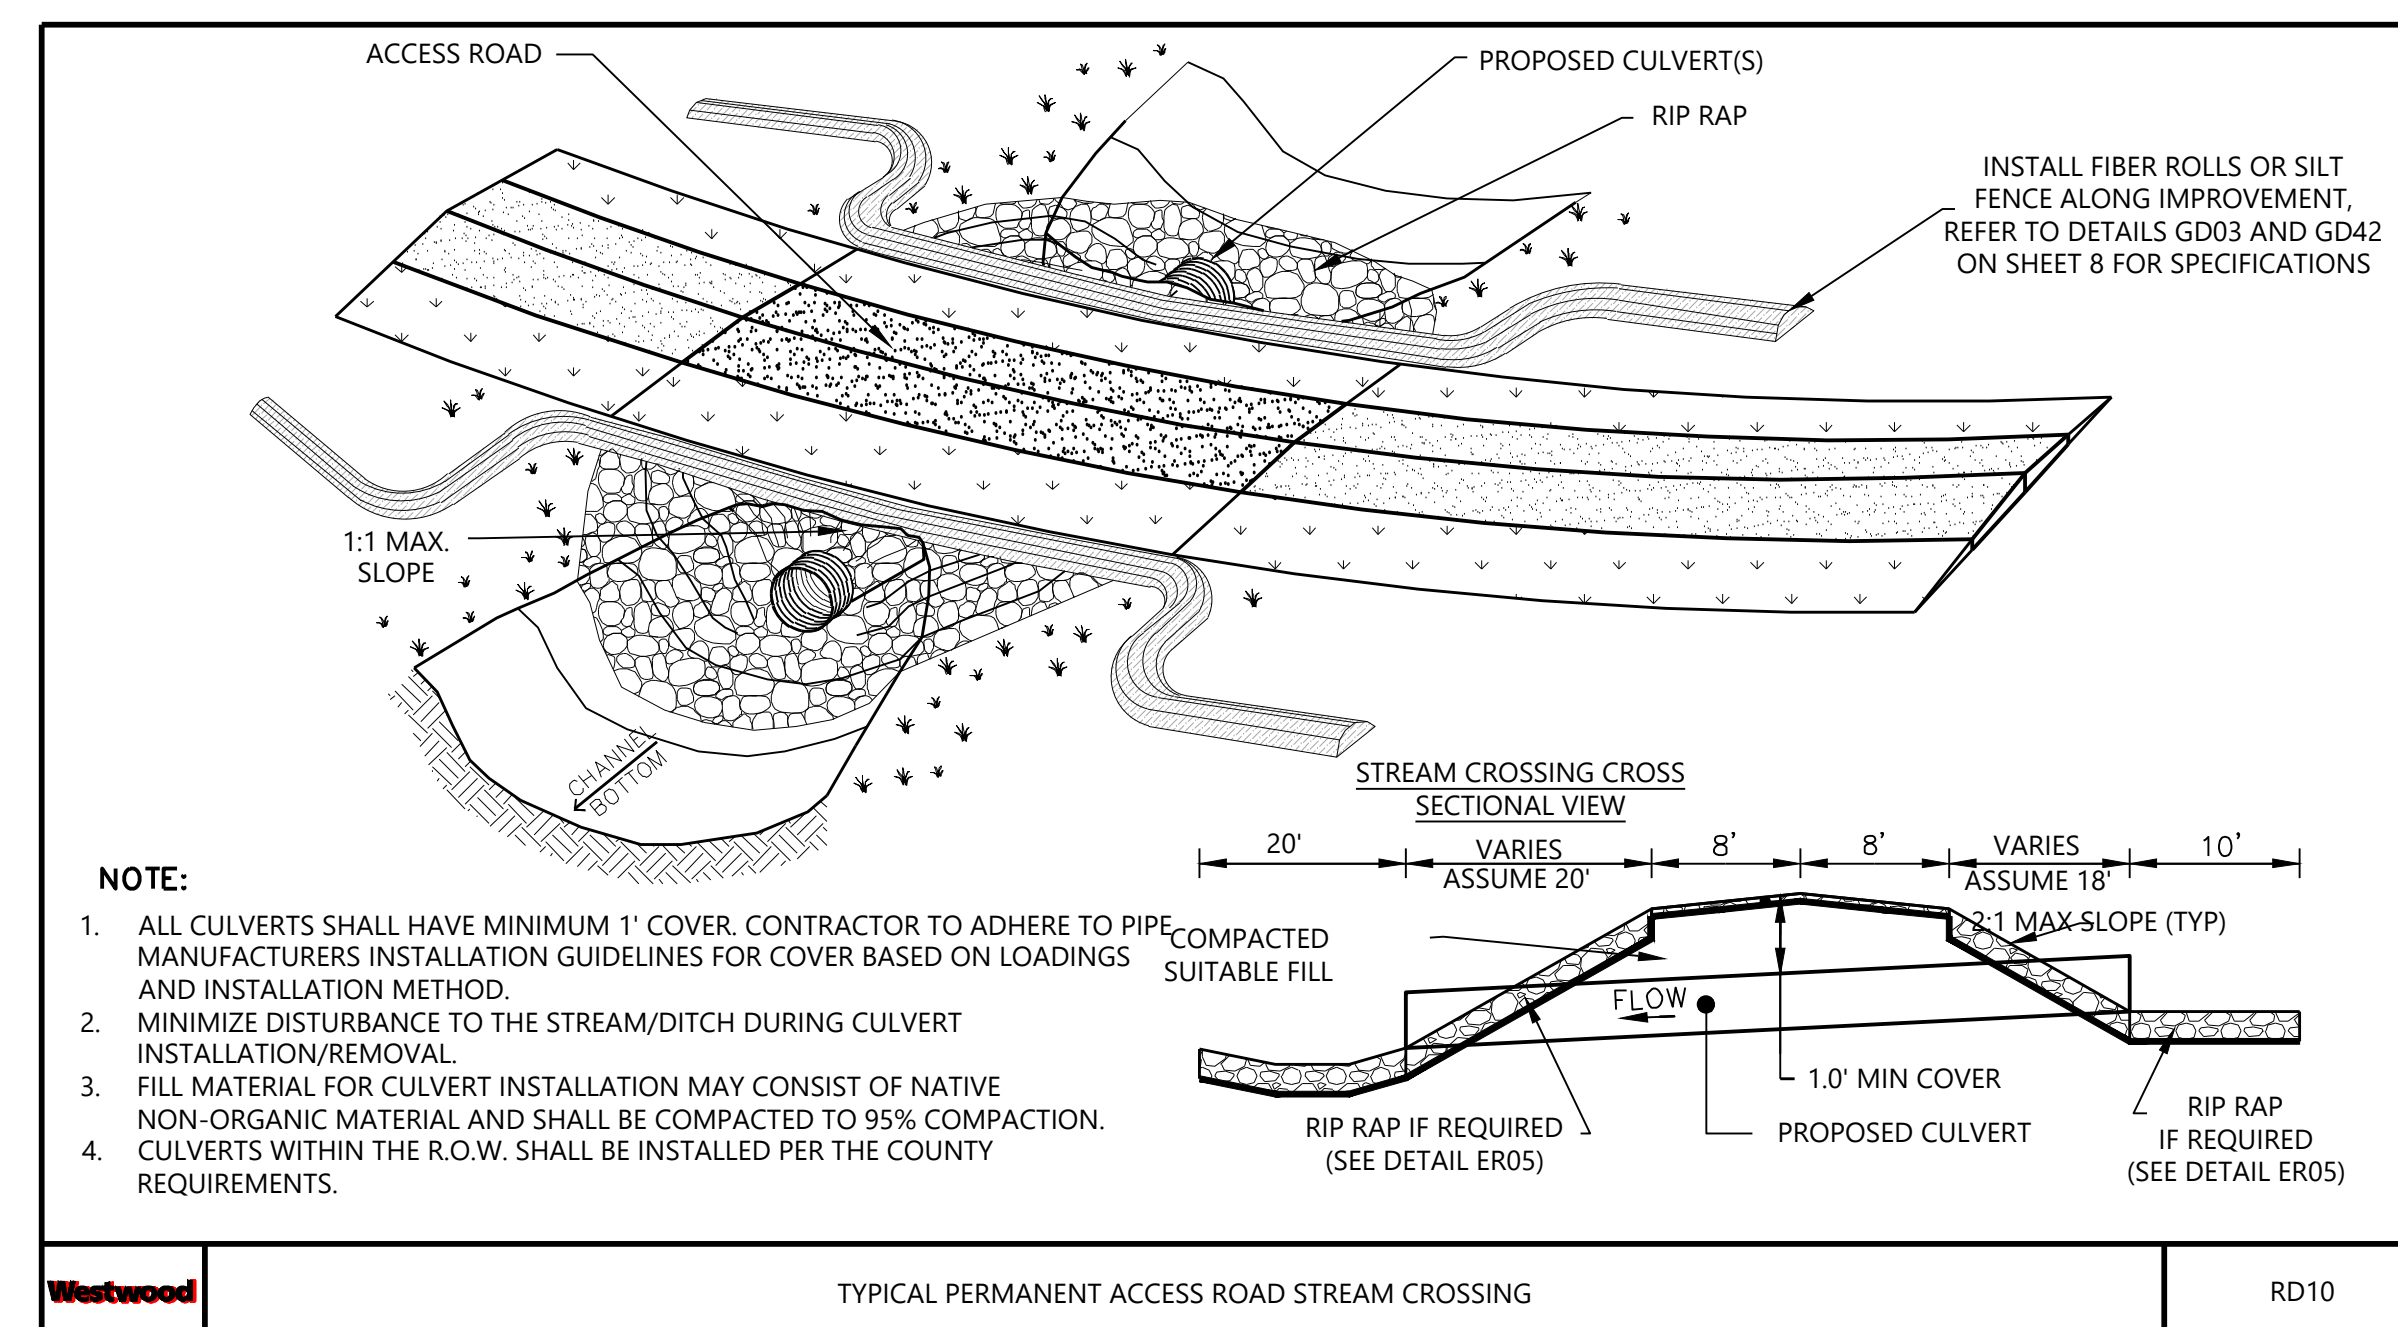 ACCESS ROAD
PROPOSED CULVERT(S)
RIP RAP
INSTALL FIBER ROLLS OR SILT
FENCE ALONG IMPROVEMENT,
REFER TO DETAILS GD03 AND GD42
ON SHEET 8 FOR SPECIFICATIONS
1:1 MAX.
SLOPE
CHANNEL
BOTTOM
STREAM CROSSING CROSS
SECTIONAL VIEW
20'
VARIES
ASSUME 20'
8'
8'
VARIES
ASSUME 18'
10'
2:1 MAX SLOPE (TYP)
COMPACTED
SUITABLE FILL
FLOW
1.0' MIN COVER
PROPOSED CULVERT
RIP RAP IF REQUIRED
(SEE DETAIL ER05)
RIP RAP
IF REQUIRED
(SEE DETAIL ER05)
NOTE:
1. ALL CULVERTS SHALL HAVE MINIMUM 1' COVER. CONTRACTOR TO ADHERE TO PIPE
MANUFACTURERS INSTALLATION GUIDELINES FOR COVER BASED ON LOADINGS
AND INSTALLATION METHOD.
2. MINIMIZE DISTURBANCE TO THE STREAM/DITCH DURING CULVERT
INSTALLATION/REMOVAL.
3. FILL MATERIAL FOR CULVERT INSTALLATION MAY CONSIST OF NATIVE
NON-ORGANIC MATERIAL AND SHALL BE COMPACTED TO 95% COMPACTION.
4. CULVERTS WITHIN THE R.O.W. SHALL BE INSTALLED PER THE COUNTY
REQUIREMENTS.
Westwood
TYPICAL PERMANENT ACCESS ROAD STREAM CROSSING
RD10